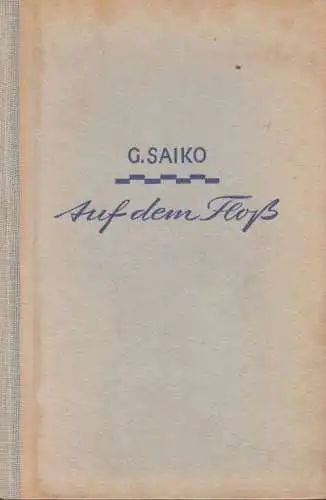 G. SAIKO
Auf dem Floß